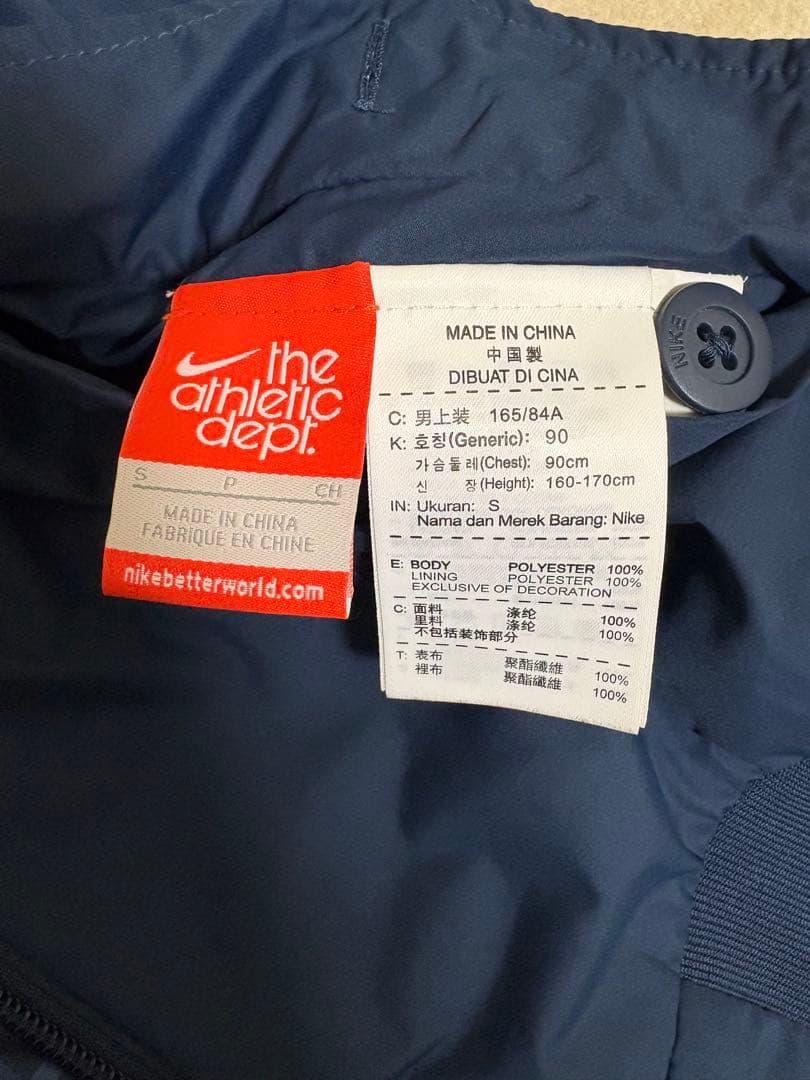 the
athletic
dept.
S P CH
MADE IN CHINA
FABRIQUÉ EN CHINE
nikebetterworld.com
MADE IN CHINA
中国製
DIBUAT DI CINA
C: 男上装 165/84A
K: 호칭(Generic): 90
가슴둘레(Chest): 90cm
신 장(Height): 160-170cm
IN: Ukuran: S
Nama dan Merek Barang: Nike
E: BODY POLYESTER 100%
LINING POLYESTER 100%
EXCLUSIVE OF DECORATION
C: 面料 涤纶 100%
里料 涤纶 100%
不包括装饰部分
T: 表布 聚酯纖維 100%
裡布 聚酯纖維 100%
NIKE